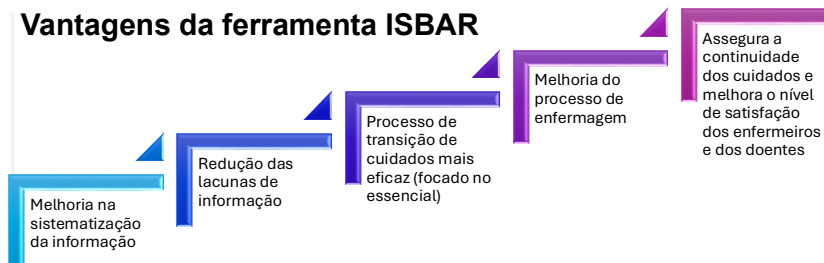 Vantagens da ferramenta ISBAR
Melhoria na
sistematização
da informação
Redução das
lacunas de
informação
Processo de
transição de
cuidados mais
eficaz (focado no
essencial)
Melhoria do
processo de
enfermagem
Assegura a
continuidade
dos cuidados e
melhora o nível
de satisfação
dos enfermeiros
e dos doentes